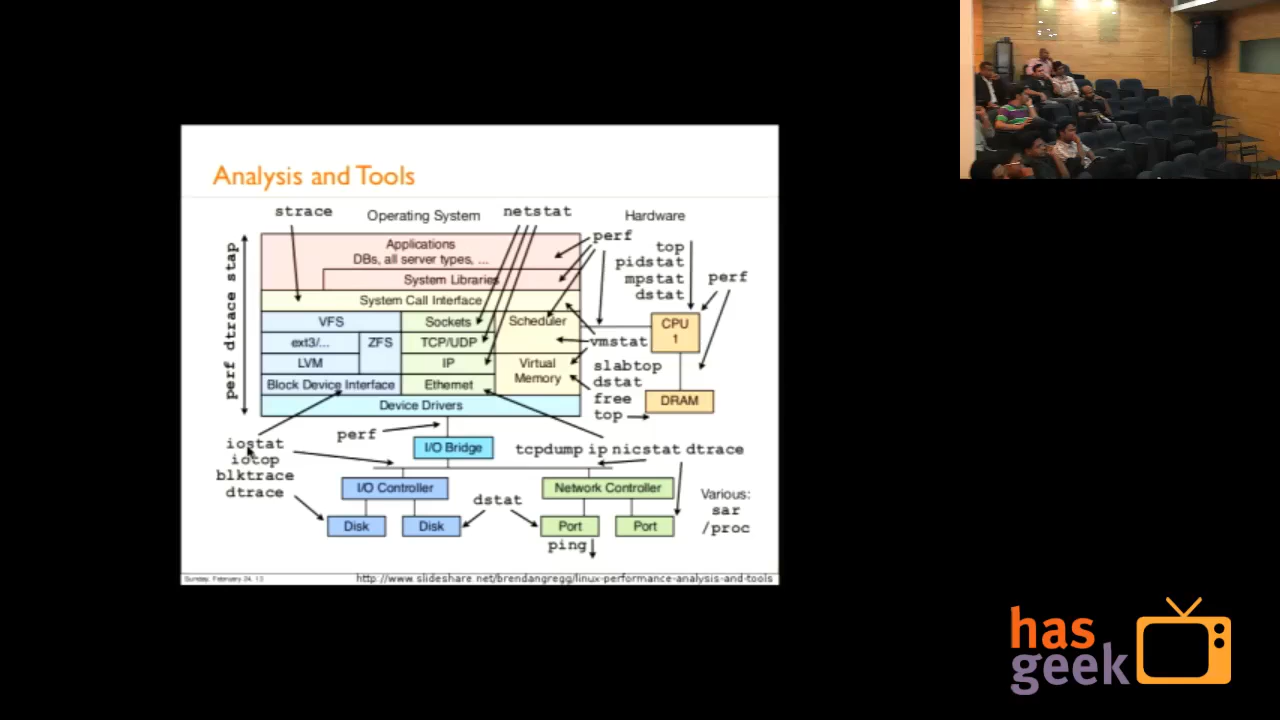 Analysis and Tools
strace
Operating System
netstat
Hardware
perf dtrace stap
Applications
DBs, all server types, ...
System Libraries
System Call Interface
perf
top
pidstat
mpstat
dstat
perf
VFS
Sockets
Scheduler
CPU
1
ext3/...
ZFS
TCP/UDP
vmstat
LVM
IP
Virtual
Memory
slabtop
dstat
free
top
Block Device Interface
Ethernet
DRAM
Device Drivers
perf
I/O Bridge
iostat
iotop
blktrace
dtrace
tcpdump ip nicstat dtrace
I/O Controller
Network Controller
Disk
Disk
dstat
Port
Port
ping
Various:
sar
/proc
Sunday, February 24, 13
http://www.slideshare.net/brendangregg/linux-performance-analysis-and-tools
has
geek